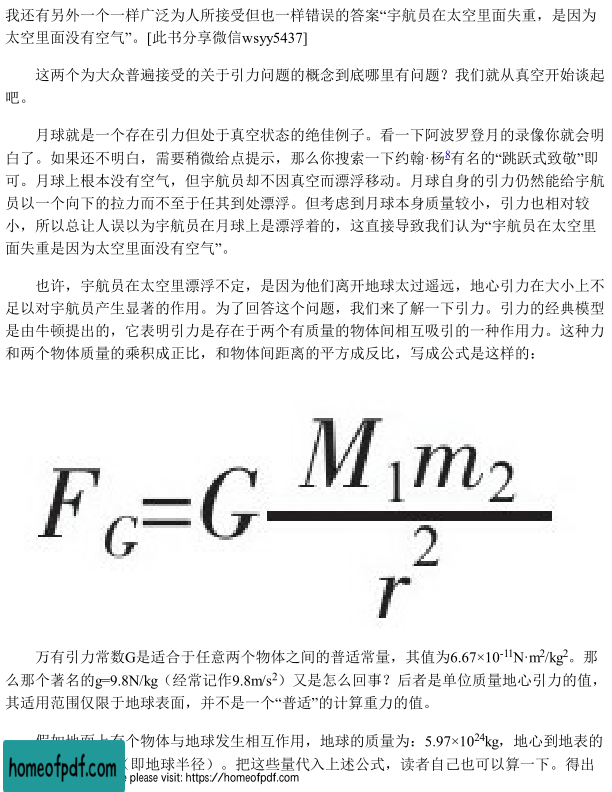 我还有另外一个一样广泛为人所接受但也一样错误的答案“宇航员在太空里面失重，是因为
太空里面没有空气”。[此书分享微信wsyy5437]
这两个为大众普遍接受的关于引力问题的概念到底哪里有问题？我们就从真空开始谈起
吧。
月球就是一个存在引力但处于真空状态的绝佳例子。看一下阿波罗登月的录像你就会明
白了。如果还不明白，需要稍微给点提示，那么你搜索一下约翰·杨8有名的“跳跃式致敬”即
可。月球上根本没有空气，但宇航员却不因真空而漂浮移动。月球自身的引力仍然能给宇航
员以一个向下的拉力而不至于任其到处漂浮。但考虑到月球本身质量较小，引力也相对较
小，所以总让人误以为宇航员在月球上是漂浮着的，这直接导致我们认为“宇航员在太空里
面失重是因为太空里面没有空气”。
也许，宇航员在太空里漂浮不定，是因为他们离开地球太过遥远，地心引力在大小上不
足以对宇航员产生显著的作用。为了回答这个问题，我们来了解一下引力。引力的经典模型
是由牛顿提出的，它表明引力是存在于两个有质量的物体间相互吸引的一种作用力。这种力
和两个物体质量的乘积成正比，和物体间距离的平方成反比，写成公式是这样的：
F_G=G M₁m₂
r²
万有引力常数G是适合于任意两个物体之间的普适常量，其值为6.67×10⁻¹¹N·m²/kg²。那
么那个著名的g=9.8N/kg（经常记作9.8m/s²）又是怎么回事？后者是单位质量地心引力的值，
其适用范围仅限于地球表面，并不是一个“普适”的计算重力的值。
假如地面上有个物体与地球发生相互作用，地球的质量为：5.97×10²⁴kg，地心到地表的
（即地球半径）。把这些量代入上述公式，读者自己也可以算一下。得出
homeofpdf.com
please visit: https://homeofpdf.com